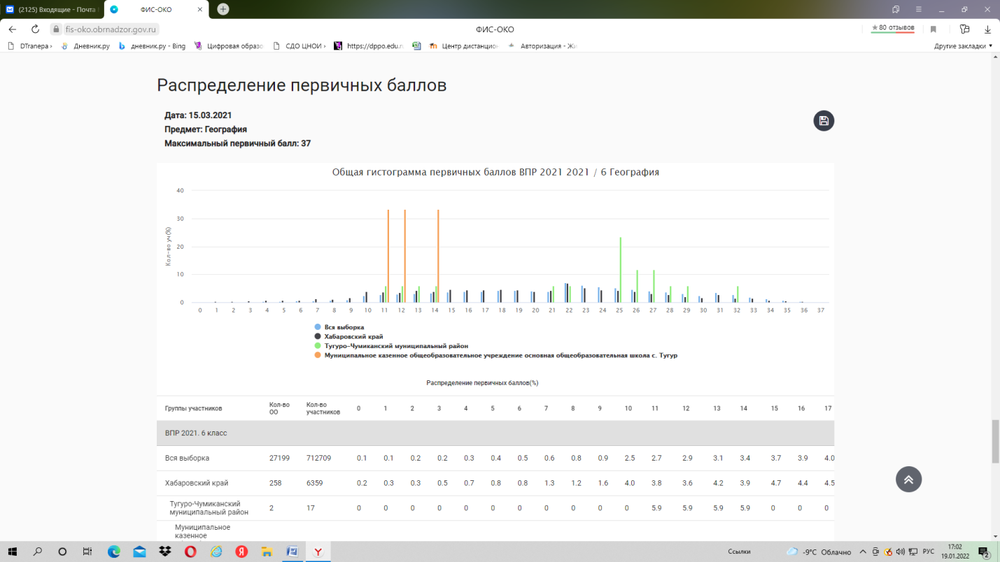 (2125) Входящие - Почта
ФИС-ОКО
fis-oko.obrnadzor.gov.ru
ФИС-ОКО
★ 80 отзывов
DTranepa ›
Дневник.ру
дневник.ру - Bing
Цифровая образо
СДО ЦНОИ ›
https://dppo.edu.ru
Центр дистанцион
Авторизация - Жи
Другие закладки
Распределение первичных баллов
Дата: 15.03.2021
Предмет: География
Максимальный первичный балл: 37
Общая гистограмма первичных баллов ВПР 2021 2021 / 6 География
Кол-во уч(%)
40
30
20
10
0
0 1 2 3 4 5 6 7 8 9 10 11 12 13 14 15 16 17 18 19 20 21 22 23 24 25 26 27 28 29 30 31 32 33 34 35 36 37
Вся выборка
Хабаровский край
Тугуро-Чумиканский муниципальный район
Муниципальное казенное общеобразовательное учреждение основная общеобразовательная школа с. Тугур
Распределение первичных баллов(%)
Группы участников Кол-во ОО Кол-во участников 0 1 2 3 4 5 6 7 8 9 10 11 12 13 14 15 16 17
ВПР 2021. 6 класс
Вся выборка 27199 712709 0.1 0.1 0.2 0.2 0.3 0.4 0.5 0.6 0.8 0.9 2.5 2.7 2.9 3.1 3.4 3.7 3.9 4.0
Хабаровский край 258 6359 0.2 0.3 0.3 0.5 0.7 0.8 0.8 1.3 1.2 1.6 4.0 3.8 3.6 4.2 3.9 4.7 4.4 4.5
Тугуро-Чумиканский
муниципальный район 2 17 0 0 0 0 0 0 0 0 0 0 0 5.9 5.9 5.9 5.9 0 0 0
Муниципальное
казенное
Ссылки
-9°C Облачно
РУС
17:02
19.01.2022
2